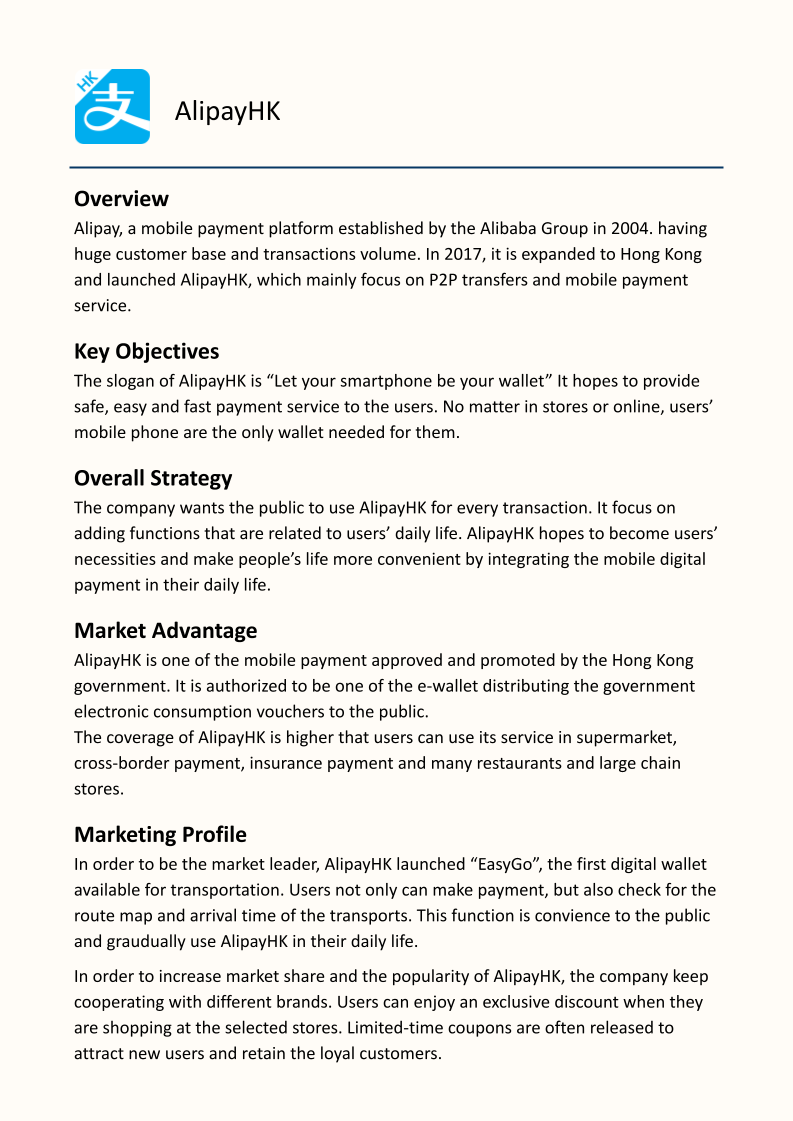 HK
支
AlipayHK
Overview
Alipay, a mobile payment platform established by the Alibaba Group in 2004. having
huge customer base and transactions volume. In 2017, it is expanded to Hong Kong
and launched AlipayHK, which mainly focus on P2P transfers and mobile payment
service.
Key Objectives
The slogan of AlipayHK is “Let your smartphone be your wallet” It hopes to provide
safe, easy and fast payment service to the users. No matter in stores or online, users’
mobile phone are the only wallet needed for them.
Overall Strategy
The company wants the public to use AlipayHK for every transaction. It focus on
adding functions that are related to users’ daily life. AlipayHK hopes to become users’
necessities and make people’s life more convenient by integrating the mobile digital
payment in their daily life.
Market Advantage
AlipayHK is one of the mobile payment approved and promoted by the Hong Kong
government. It is authorized to be one of the e-wallet distributing the government
electronic consumption vouchers to the public.
The coverage of AlipayHK is higher that users can use its service in supermarket,
cross-border payment, insurance payment and many restaurants and large chain
stores.
Marketing Profile
In order to be the market leader, AlipayHK launched “EasyGo”, the first digital wallet
available for transportation. Users not only can make payment, but also check for the
route map and arrival time of the transports. This function is convience to the public
and graudually use AlipayHK in their daily life.
In order to increase market share and the popularity of AlipayHK, the company keep
cooperating with different brands. Users can enjoy an exclusive discount when they
are shopping at the selected stores. Limited-time coupons are often released to
attract new users and retain the loyal customers.